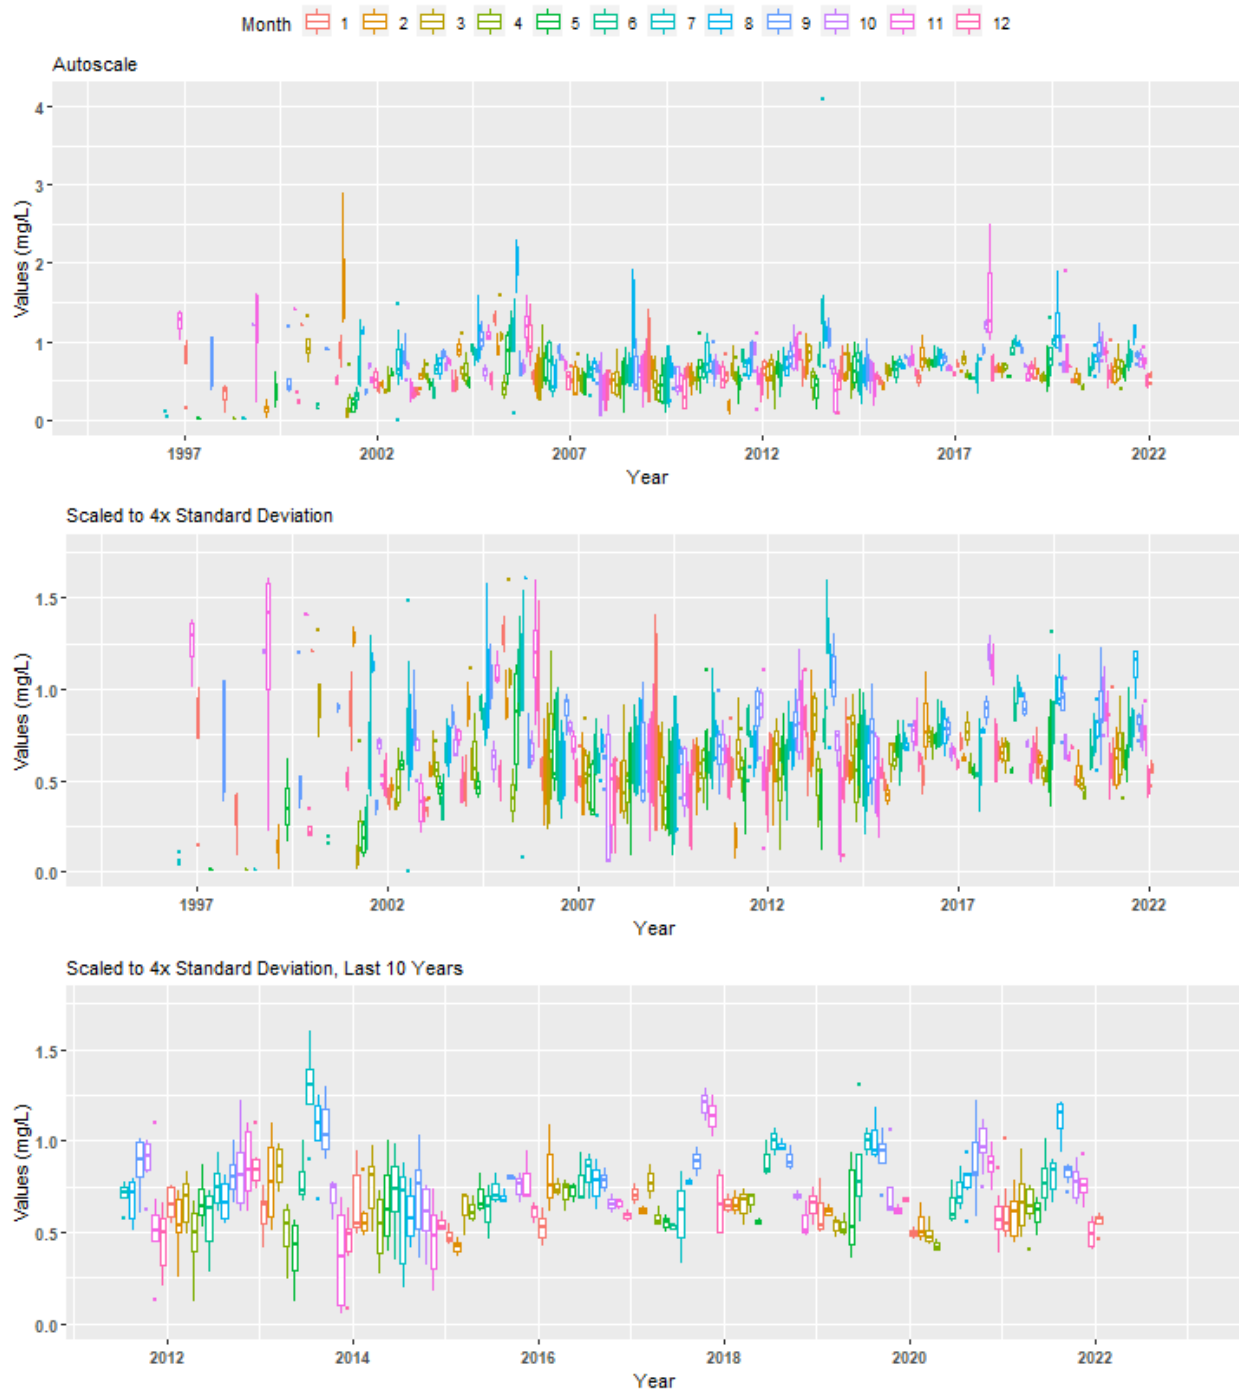 Month 1 2 3 4 5 6 7 8 9 10 11 12
Autoscale
Values (mg/L)
4
3
2
1
0
1997 2002 2007 2012 2017 2022
Year
Scaled to 4x Standard Deviation
Values (mg/L)
1.5
1.0
0.5
0.0
1997 2002 2007 2012 2017 2022
Year
Scaled to 4x Standard Deviation, Last 10 Years
Values (mg/L)
1.5
1.0
0.5
0.0
2012 2014 2016 2018 2020 2022
Year